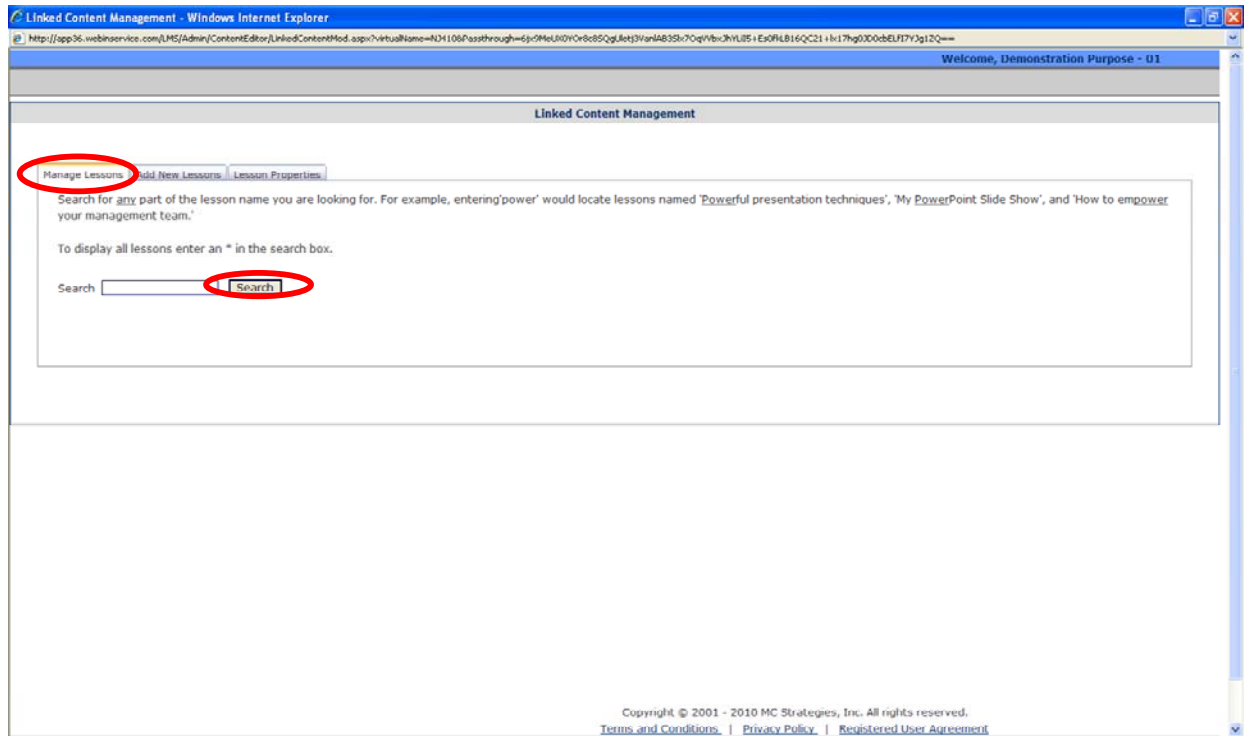 Linked Content Management - Windows Internet Explorer
Welcome, Demonstration Purpose - 01
Linked Content Management
Manage Lessons Add New Lessons Lesson Properties
Search for any part of the lesson name you are looking for. For example, entering'power' would locate lessons named 'Powerful presentation techniques', 'My PowerPoint Slide Show', and 'How to empower
your management team.'
To display all lessons enter an * in the search box.
Search Search
Copyright © 2001 - 2010 MC Strategies, Inc. All rights reserved.
Terms and Conditions | Privacy Policy | Registered User Agreement